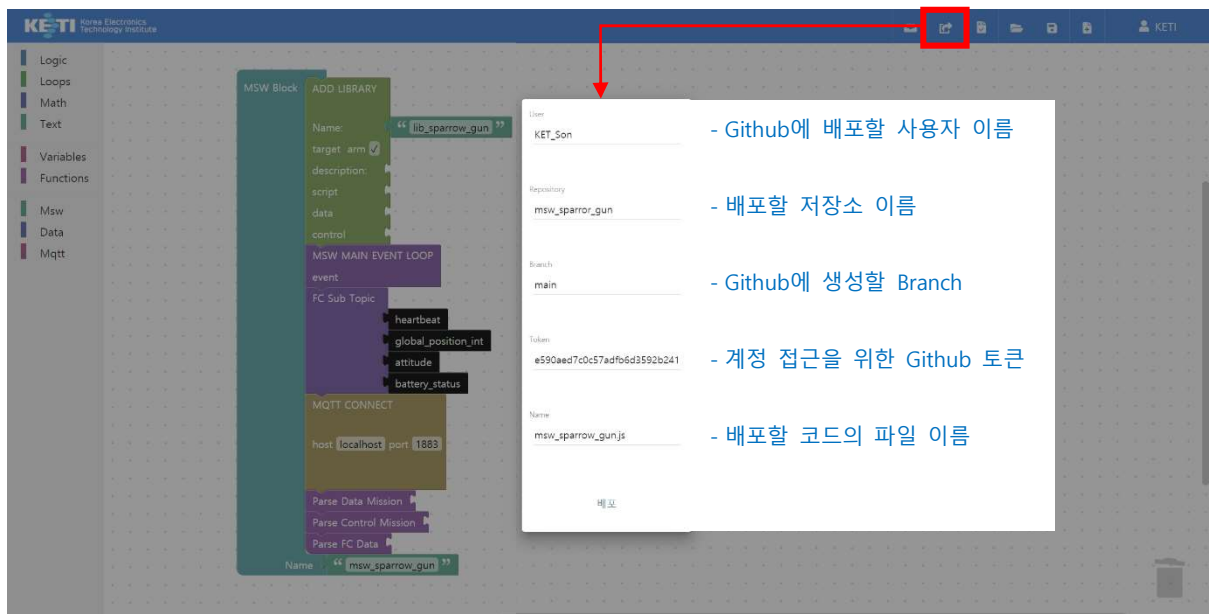 KETI Korea Electronics
Technology Institute
KETI
Logic
Loops
Math
Text
Variables
Functions
Msw
Data
Mqtt
MSW Block
ADD LIBRARY
Name: “ lib_sparrow_gun ”
target arm
description:
script
data
control
MSW MAIN EVENT LOOP
event
FC Sub Topic
heartbeat
global_position_int
attitude
battery_status
MQTT CONNECT
host localhost port 1883
Parse Data Mission
Parse Control Mission
Parse FC Data
Name “ msw_sparrow_gun ”
User
KET_Son
- Github에 배포할 사용자 이름
Repository
msw_sparror_gun
- 배포할 저장소 이름
Branch
main
- Github에 생성할 Branch
Token
e590aed7c0c57adfb6d3592b241
- 계정 접근을 위한 Github 토큰
Name
msw_sparrow_gun.js
- 배포할 코드의 파일 이름
배포